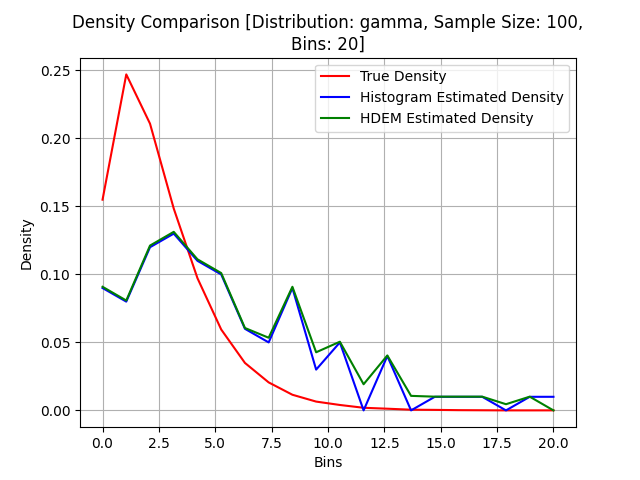 Density Comparison [Distribution: gamma, Sample Size: 100,
Bins: 20]
True Density
Histogram Estimated Density
HDEM Estimated Density
Density
0.25
0.20
0.15
0.10
0.05
0.00
0.0 2.5 5.0 7.5 10.0 12.5 15.0 17.5 20.0
Bins